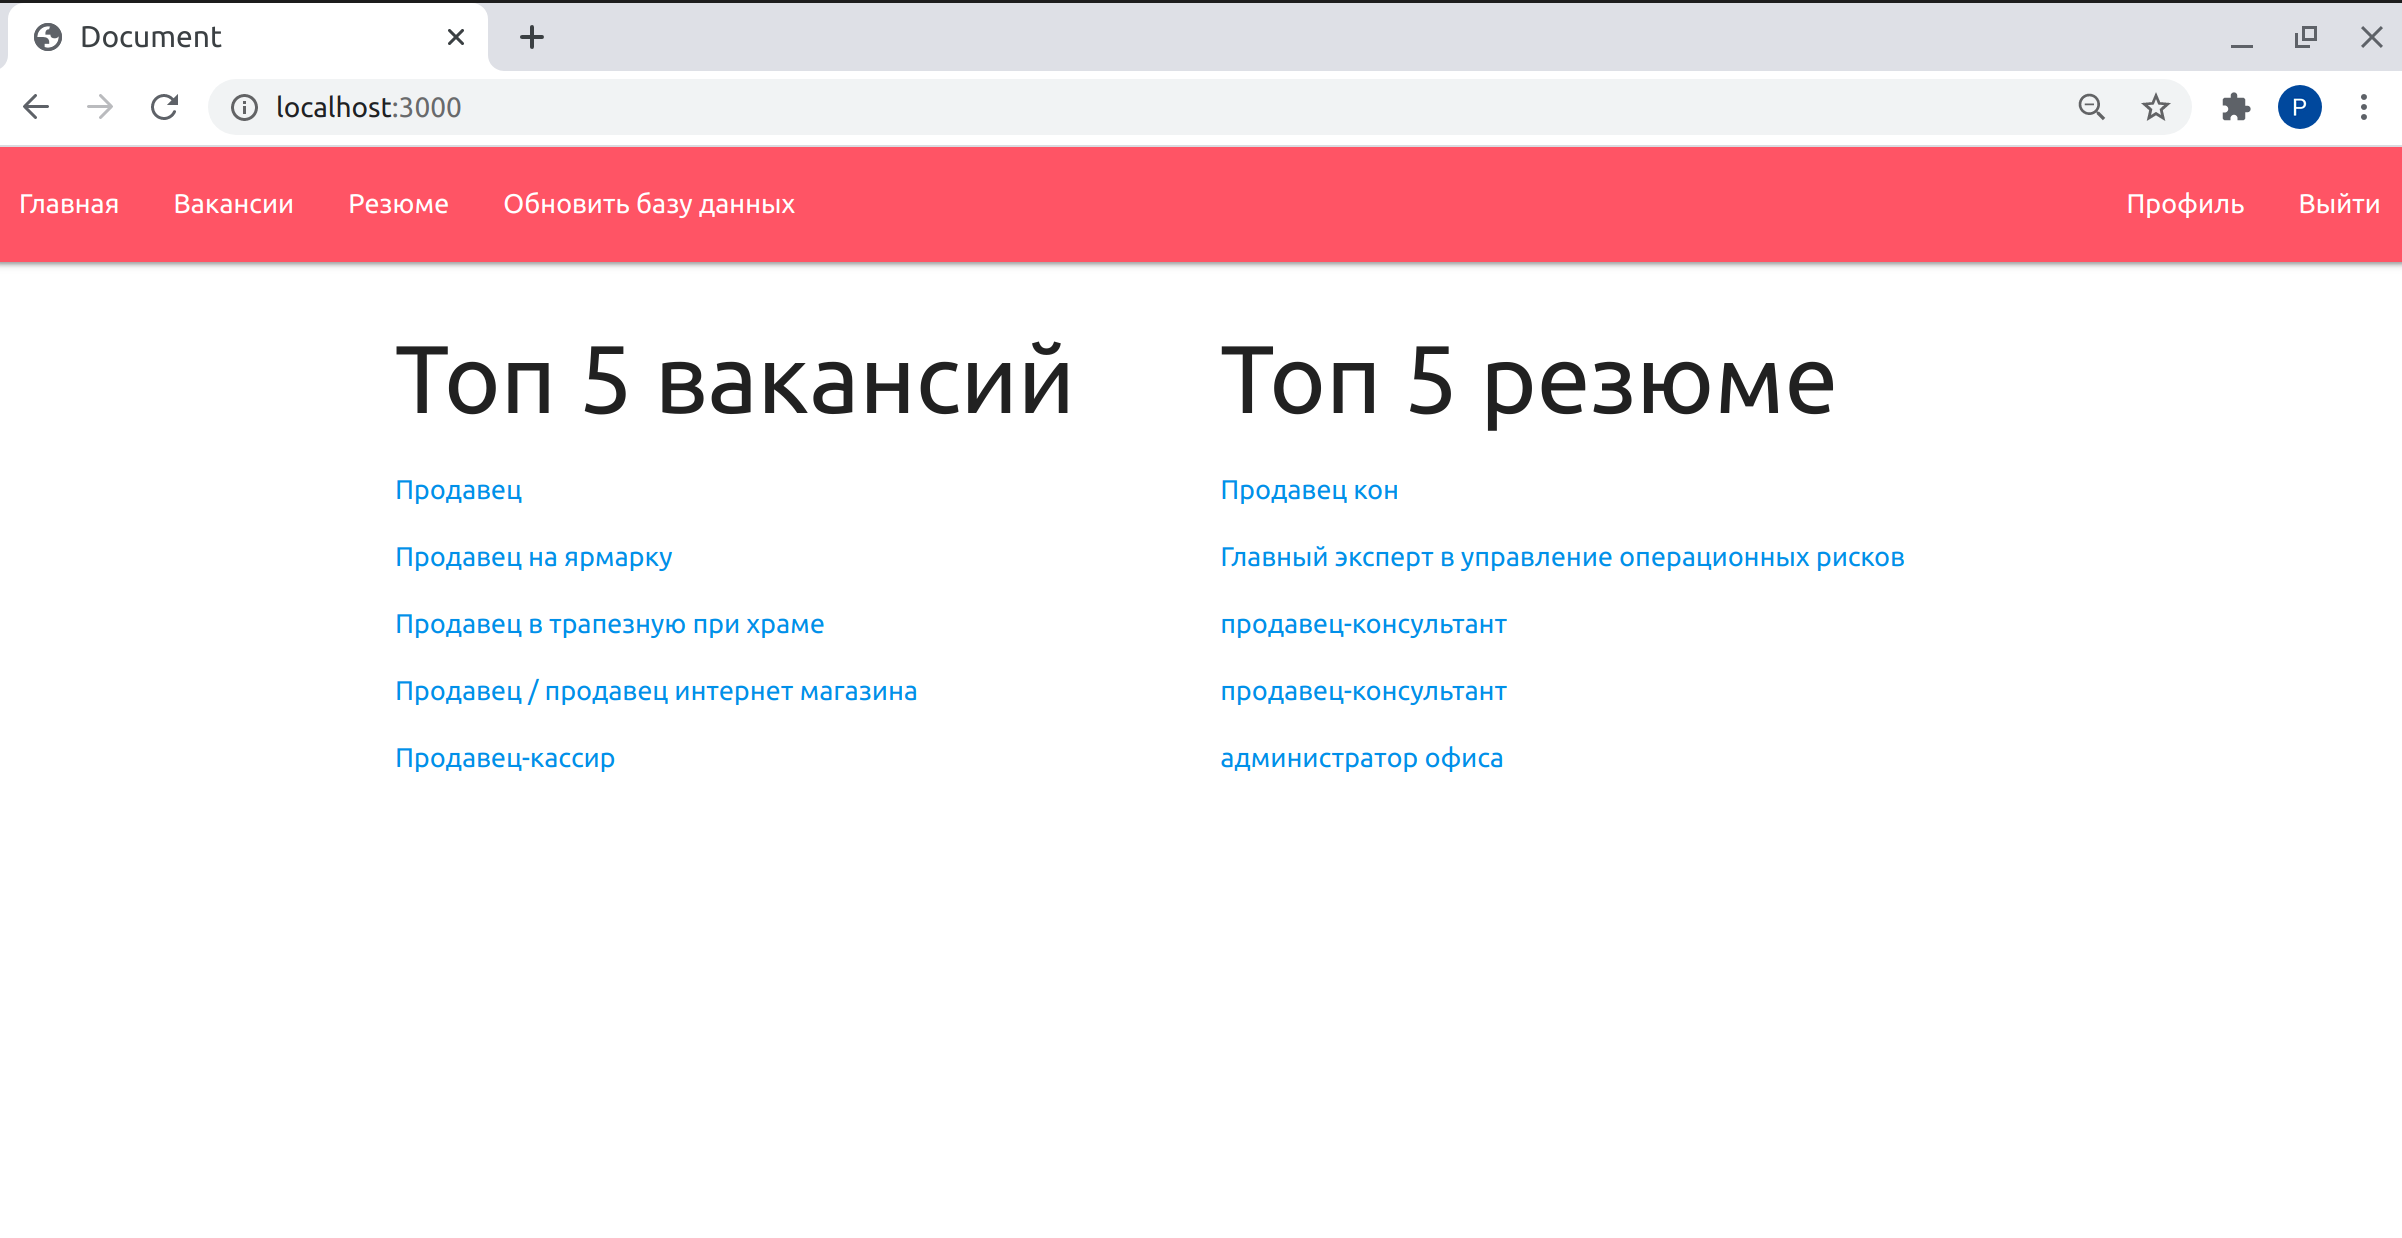 Document
localhost:3000
P
Главная Вакансии Резюме Обновить базу данных Профиль Выйти
Топ 5 вакансий
Продавец
Продавец на ярмарку
Продавец в трапезную при храме
Продавец / продавец интернет магазина
Продавец-кассир
Топ 5 резюме
Продавец кон
Главный эксперт в управление операционных рисков
продавец-консультант
продавец-консультант
администратор офиса